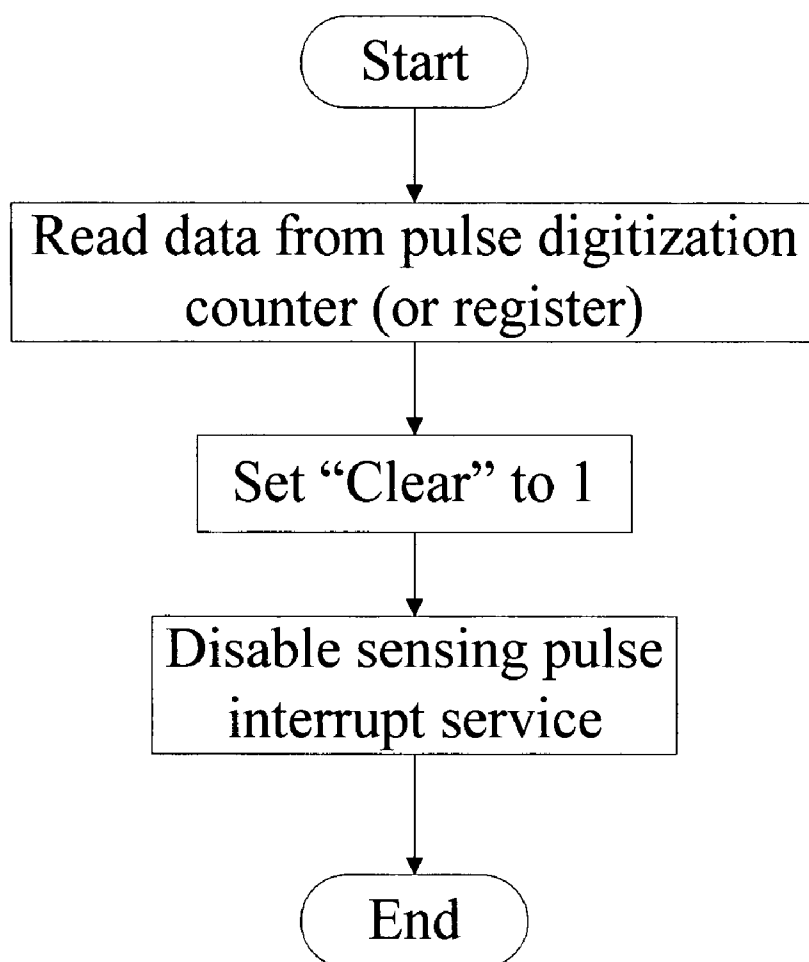 Start
Read data from pulse digitization
counter (or register)
Set “Clear” to 1
Disable sensing pulse
interrupt service
End